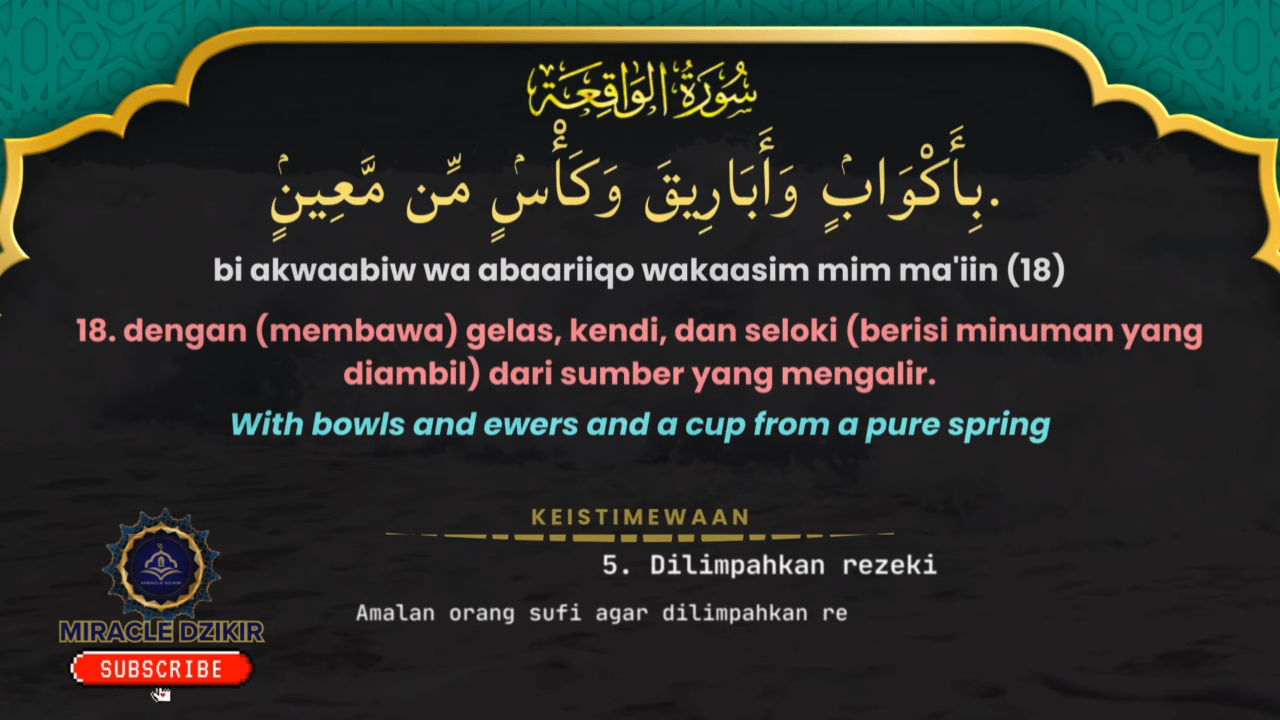 سُورَةُ الوَاقِعَة
بِأَكْوَابٍۢ وَأَبَارِيقَ وَكَأْسٍۢ مِّن مَّعِينٍۢ.
bi akwaabiw wa abaariiqo wakaasim mim ma'iin (18)
18. dengan (membawa) gelas, kendi, dan seloki (berisi minuman yang
diambil) dari sumber yang mengalir.
With bowls and ewers and a cup from a pure spring
KEISTIMEWAAN
5. Dilimpahkan rezeki
Amalan orang sufi agar dilimpahkan re
MIRACLE DZIKIR
MIRACLE DZIKIR
SUBSCRIBE